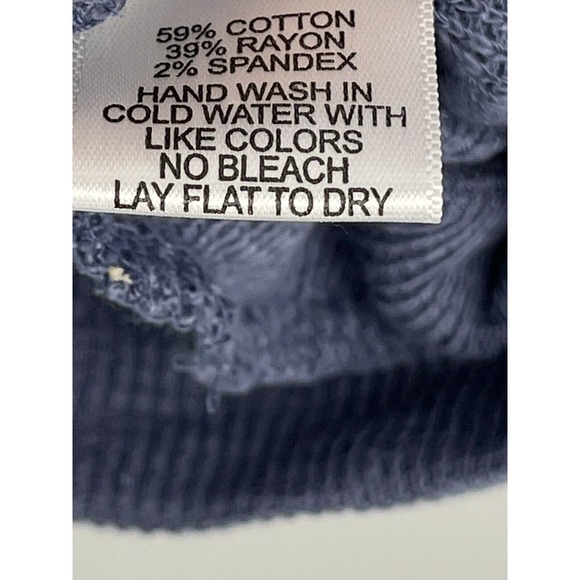 59% COTTON
39% RAYON
2% SPANDEX
HAND WASH IN
COLD WATER WITH
LIKE COLORS
NO BLEACH
LAY FLAT TO DRY